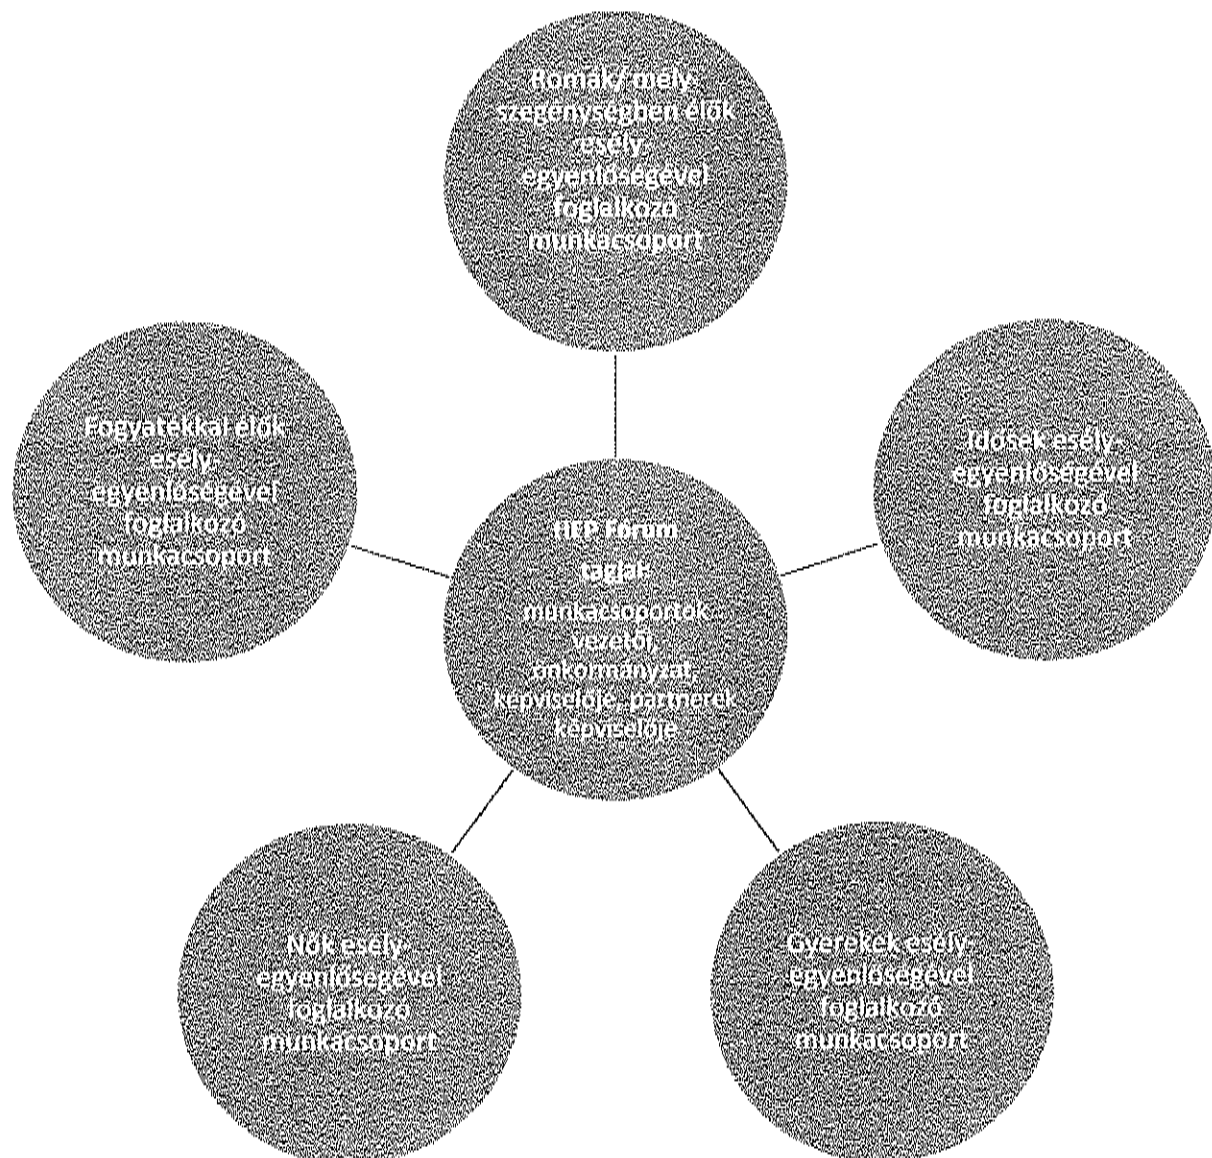 Romák/ mély-
szegénységben élők
esély-
egyenlőségével
foglalkozó
munkacsoport
Fogyatékkal élők
esély-
egyenlőségével
foglalkozó
munkacsoport
Idősek esély-
egyenlőségével
foglalkozó
munkacsoport
HEP Fórum
tagjai:
munkacsoportok
vezetői,
önkormányzat,
képviselője, partnerek
képviselője
Nők esély-
egyenlőségével
foglalkozó
munkacsoport
Gyerekek esély-
egyenlőségével
foglalkozó
munkacsoport